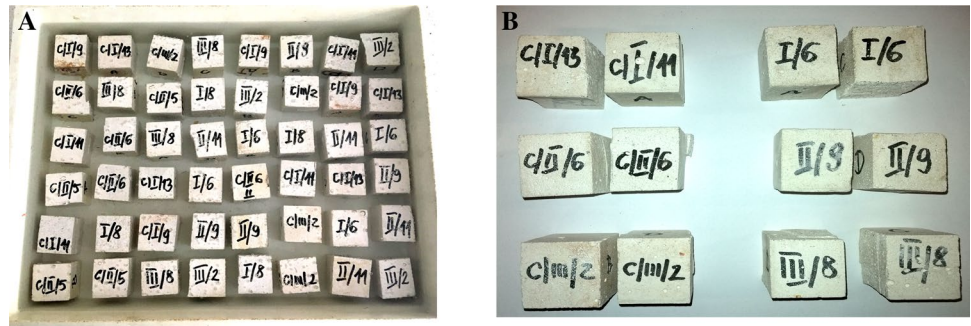 A
C/I/9 C/I/13 C/III/2 III/8 C/I/9 II/9 C/I/11 III/2
C/II/6 III/8 C/II/5 I/8 III/2 C/III/2 C/I/9 C/I/13
C/I/11 C/II/6 III/8 II/11 I/6 I/8 II/11 I/6
C/II/5 C/II/6 C/I/13 I/6 C/II/6 C/I/11 C/I/13 II/9
C/I/11 I/8 C/I/9 II/9 II/9 C/III/2 I/6 II/11
C/II/5 C/II/5 III/8 III/2 I/8 C/III/2 II/11 III/2
B
C/I/13 C/I/11 I/6 I/6
A
C/II/6 C/II/6 II/9 D II/9
C/III/2 C/III/2 III/8 III/8